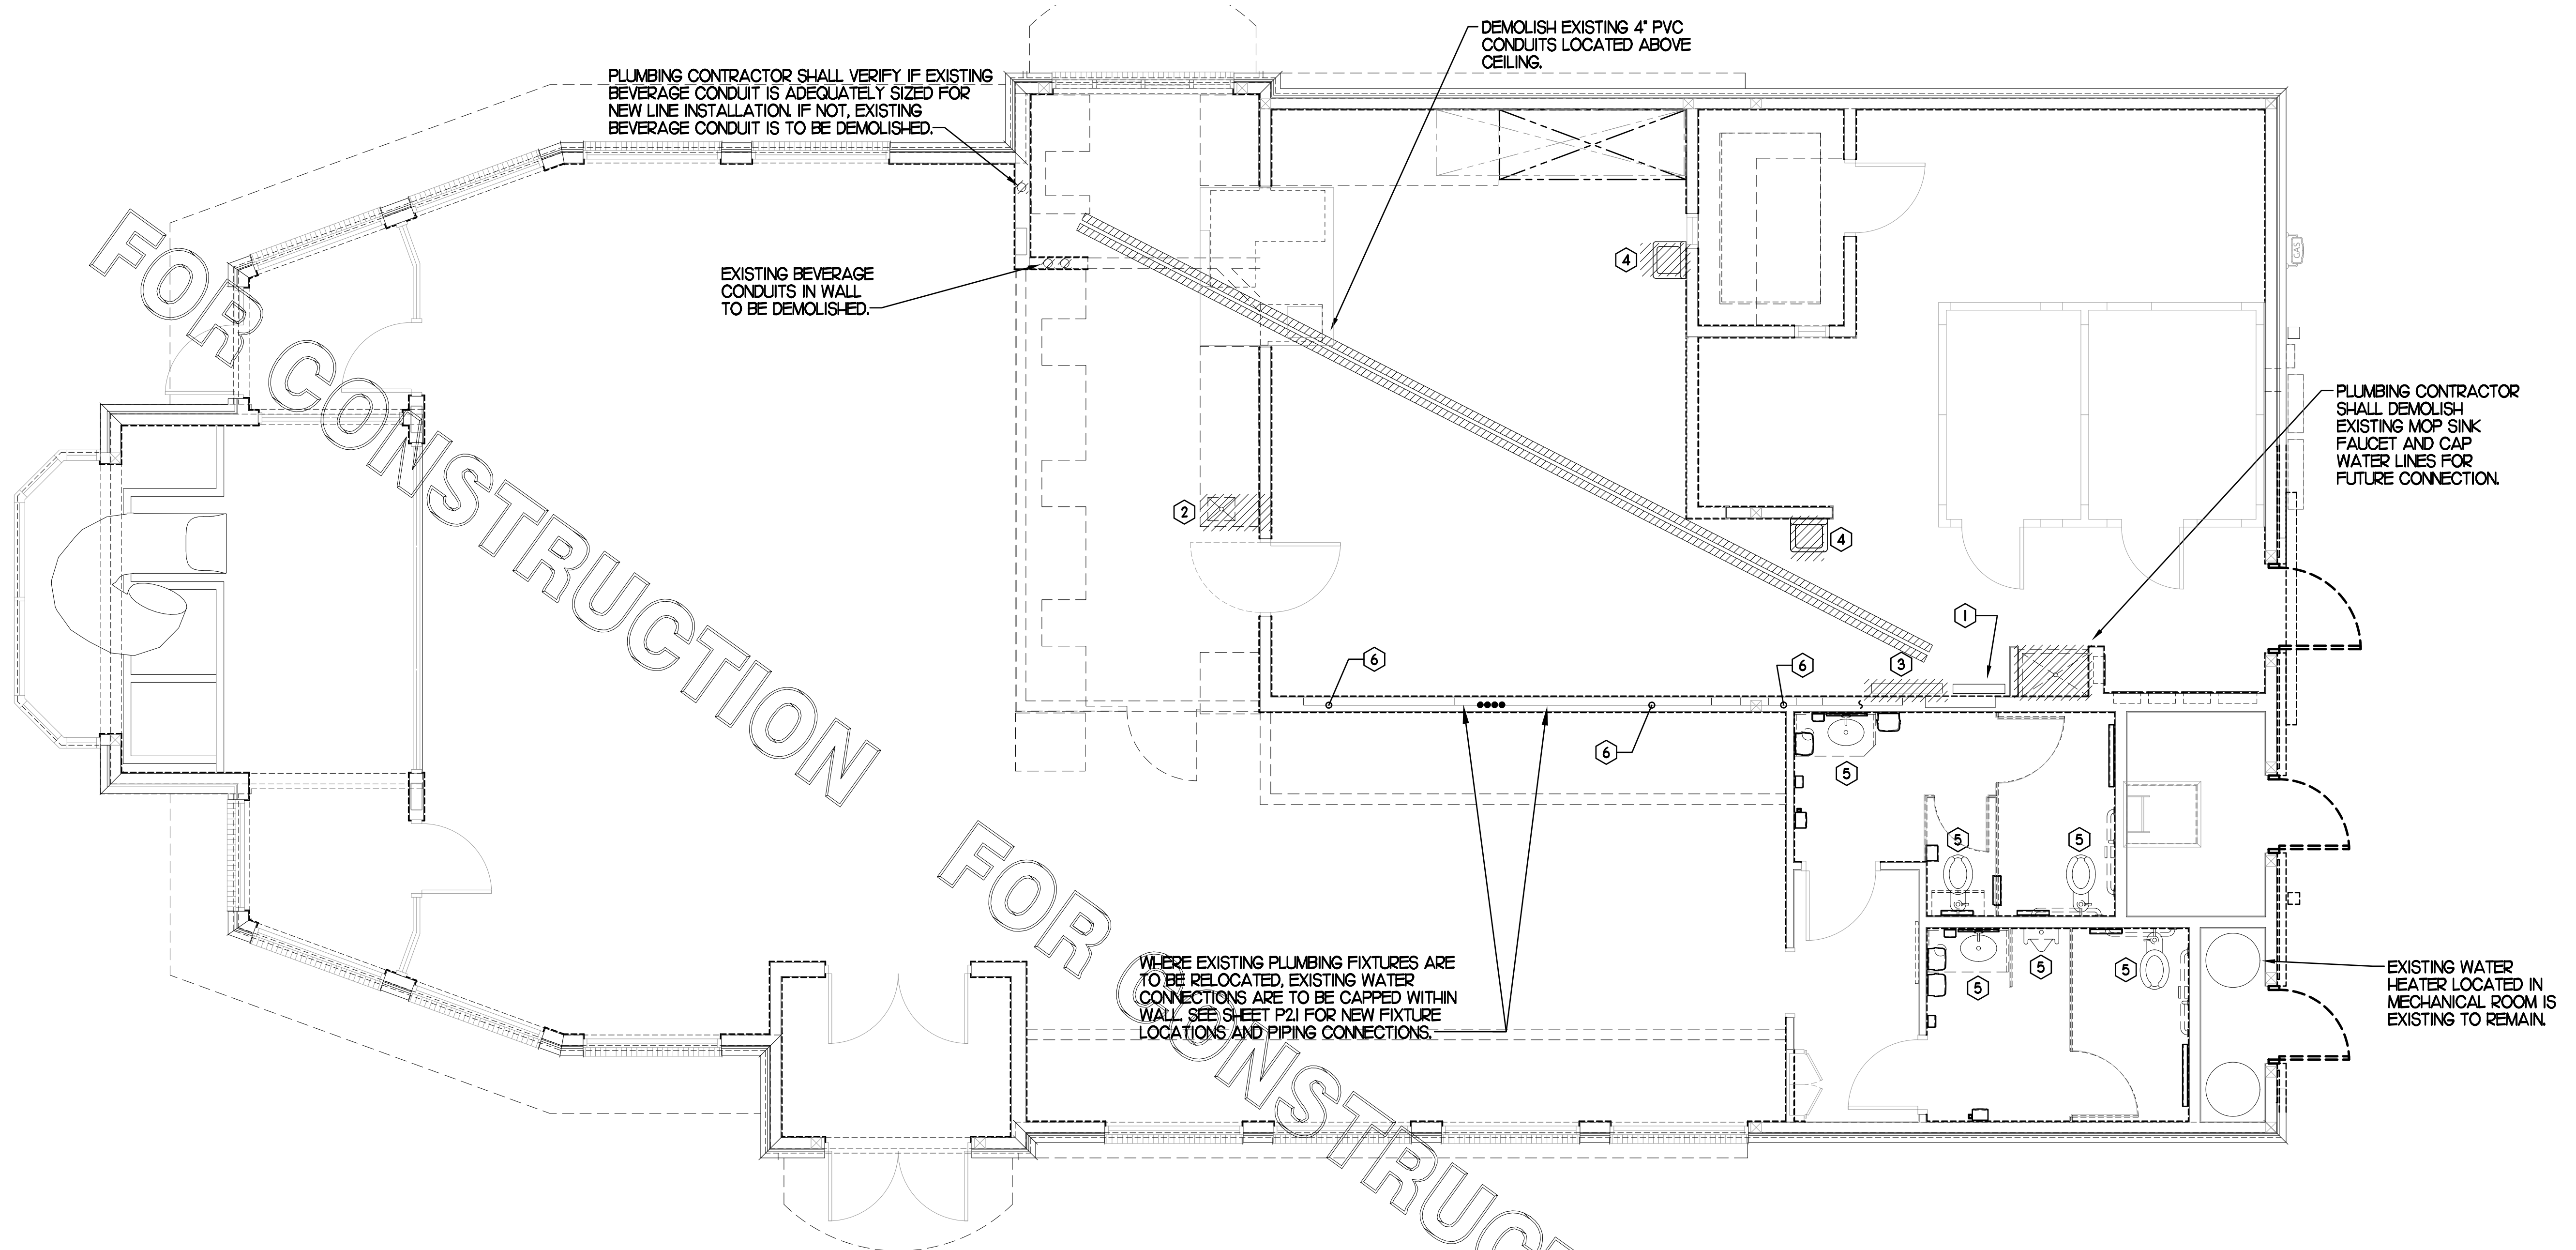 DEMOLISH EXISTING 4" PVC
CONDUITS LOCATED ABOVE
CEILING.
PLUMBING CONTRACTOR SHALL VERIFY IF EXISTING
BEVERAGE CONDUIT IS ADEQUATELY SIZED FOR
NEW LINE INSTALLATION. IF NOT, EXISTING
BEVERAGE CONDUIT IS TO BE DEMOLISHED.
EXISTING BEVERAGE
CONDUITS IN WALL
TO BE DEMOLISHED.
4
GAS
FOR CONSTRUCTION
PLUMBING CONTRACTOR
SHALL DEMOLISH
EXISTING MOP SINK
FAUCET AND CAP
WATER LINES FOR
FUTURE CONNECTION.
2
4
1
6
6
3
6
5
5
5
FOR CONSTRUCT
WHERE EXISTING PLUMBING FIXTURES ARE
TO BE RELOCATED, EXISTING WATER
CONNECTIONS ARE TO BE CAPPED WITHIN
WALL. SEE SHEET P2.1 FOR NEW FIXTURE
LOCATIONS AND PIPING CONNECTIONS.
5
5
5
EXISTING WATER
HEATER LOCATED IN
MECHANICAL ROOM IS
EXISTING TO REMAIN.